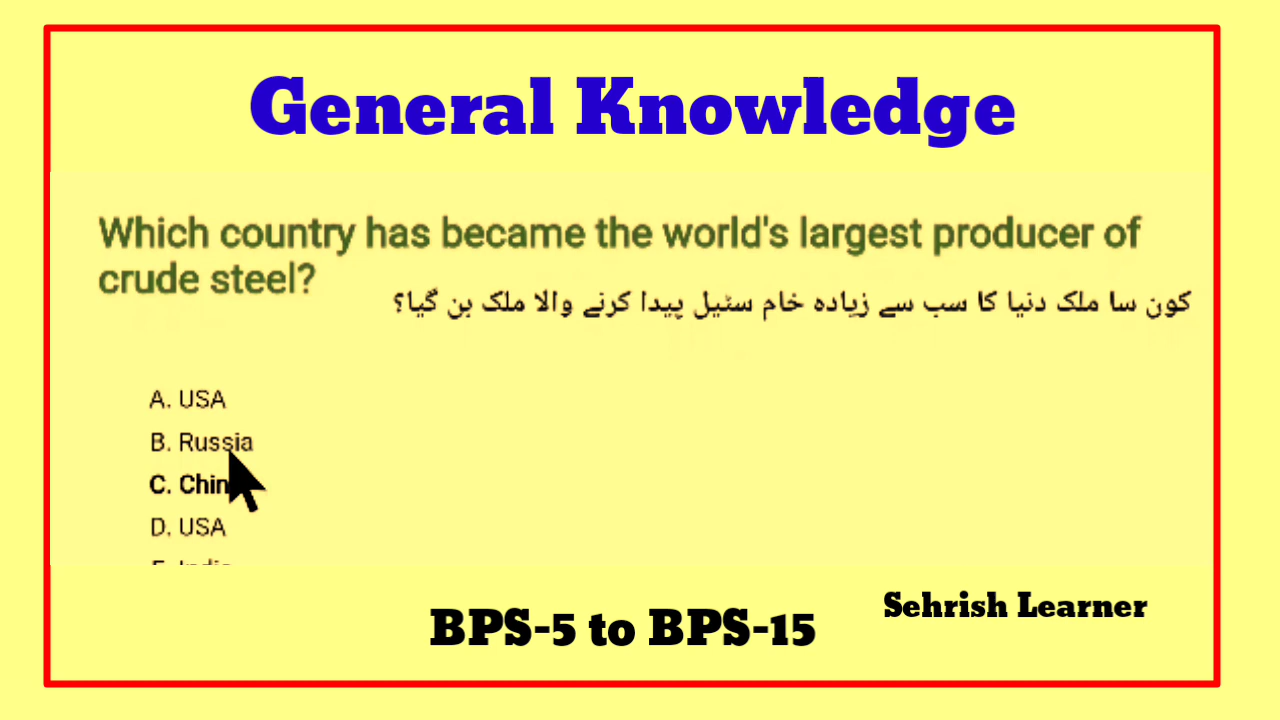 General Knowledge
Which country has became the world's largest producer of
crude steel?
کون سا ملک دنیا کا سب سے زیادہ خام سٹیل پیدا کرنے والا ملک بن گیا؟
A. USA
B. Russia
C. Chin
D. USA
BPS-5 to BPS-15
Sehrish Learner